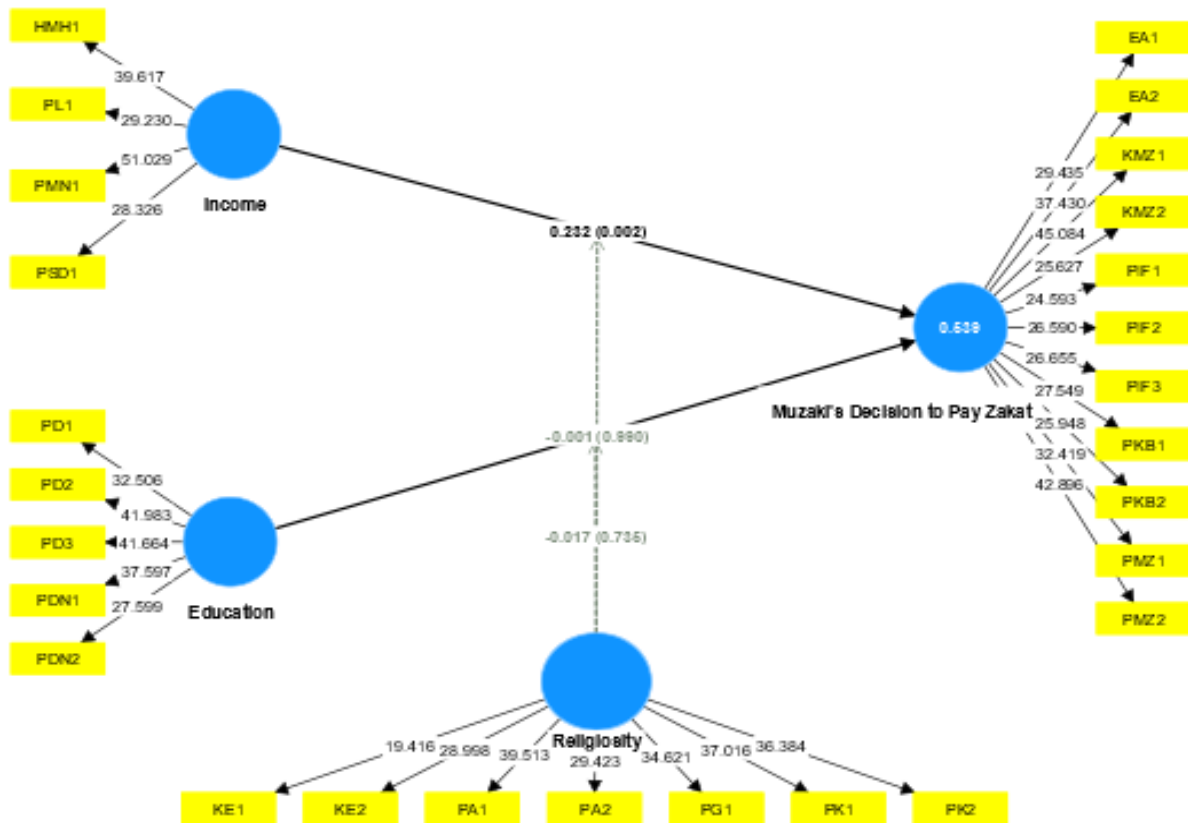 HMH1
39.617
PL1
29.230
PMN1
51.029
PSD1
28.326
Income
0.232 (0.002)
PD1
32.506
PD2
41.983
PD3
41.664
PDN1
37.597
PDN2
27.599
Education
-0.001 (0.990)
-0.017 (0.735)
Religiosity
19.416
28.998
39.513
29.423
34.621
37.016
36.384
KE1
KE2
PA1
PA2
PG1
PK1
PK2
0.539
Muzaki's Decision to Pay Zakat
EA1
29.435
EA2
37.430
KMZ1
45.084
KMZ2
25.627
PIF1
24.593
PIF2
26.590
PIF3
26.655
PKB1
27.549
PKB2
25.948
PMZ1
32.419
PMZ2
42.896